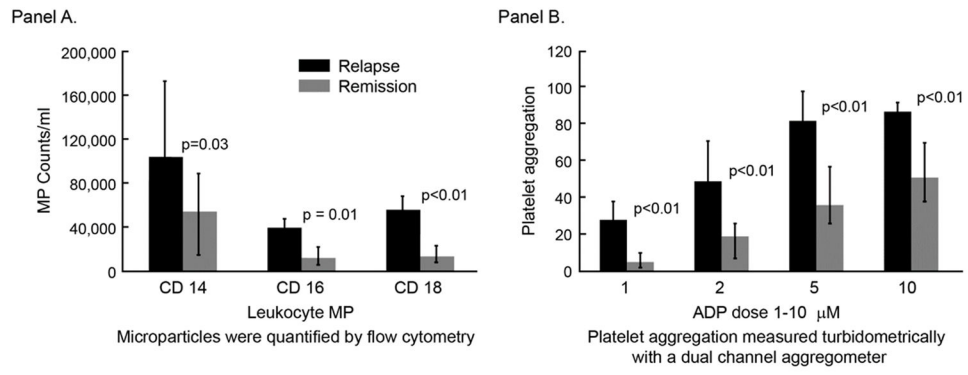 Panel A.
200,000
160,000
120,000
80,000
40,000
0
MP Counts/ml
Relapse
Remission
p=0.03
p = 0.01
p<0.01
CD 14
CD 16
CD 18
Leukocyte MP
Microparticles were quantified by flow cytometry
Panel B.
120
100
80
60
40
20
0
Platelet aggregation
p<0.01
p<0.01
p<0.01
p<0.01
1
2
5
10
ADP dose 1-10 μM
Platelet aggregation measured turbidometrically
with a dual channel aggregometer